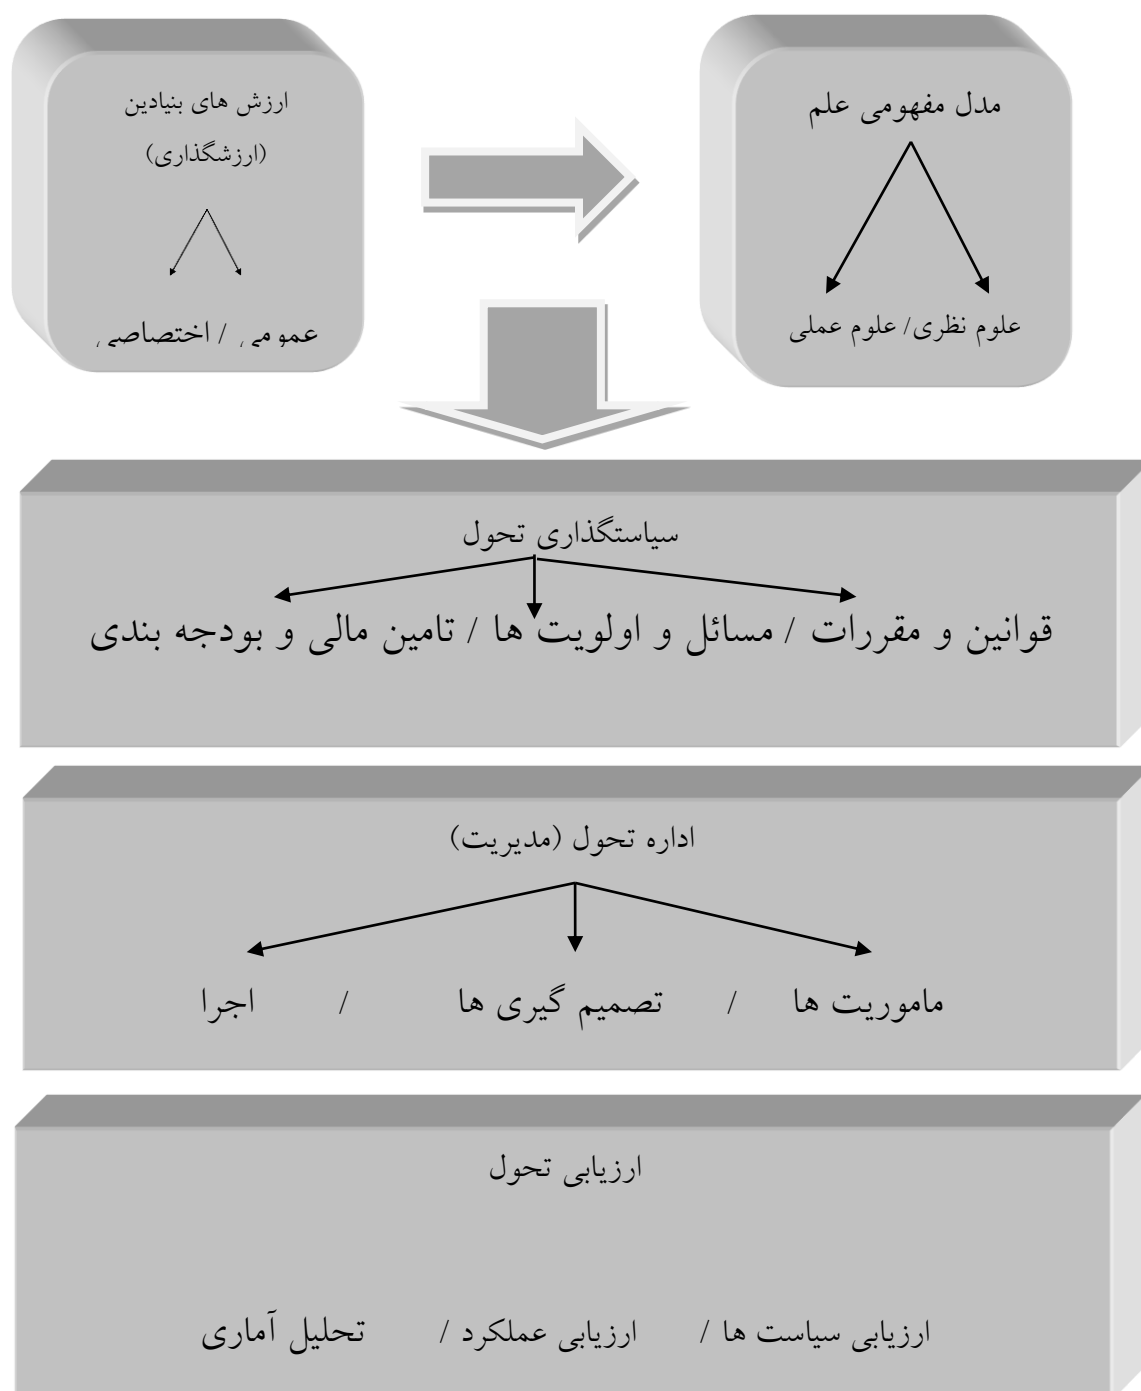 مدل مفهومی علم
علوم نظری/ علوم عملی
ارزش های بنیادین
(ارزشگذاری)
عمومی / اختصاصی
سیاستگذاری تحول
قوانین و مقررات / مسائل و اولویت ها / تامین مالی و بودجه بندی
اداره تحول (مدیریت)
ماموریت ها / تصمیم گیری ها / اجرا
ارزیابی تحول
ارزیابی سیاست ها / ارزیابی عملکرد / تحلیل آماری